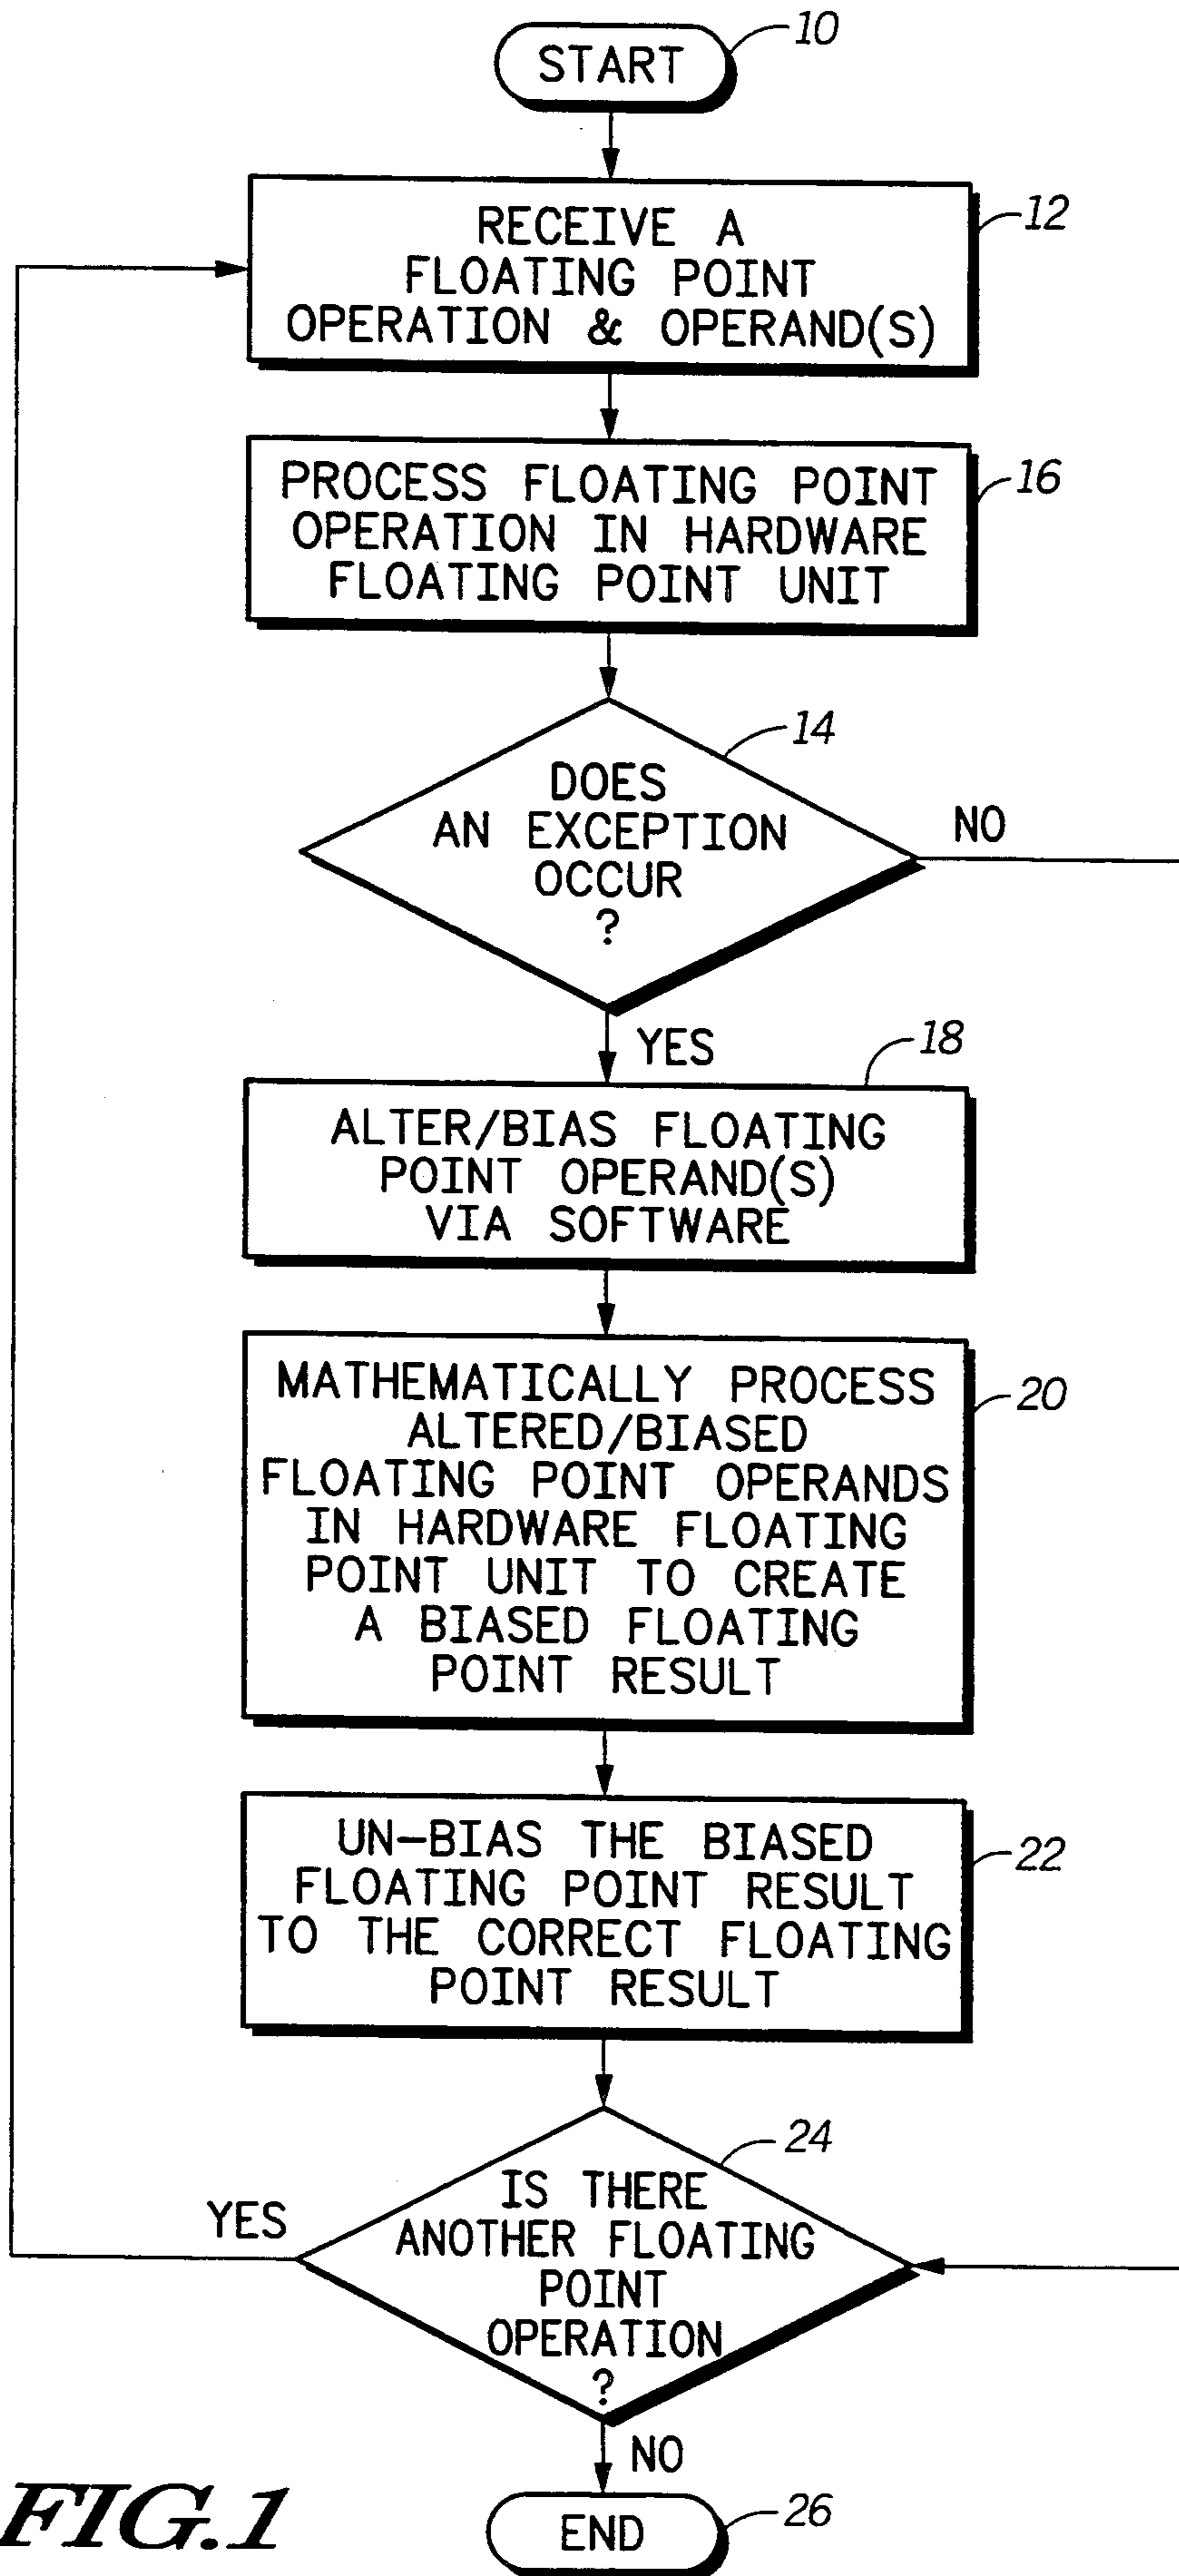 START
10
RECEIVE A
FLOATING POINT
OPERATION & OPERAND(S)
12
PROCESS FLOATING POINT
OPERATION IN HARDWARE
FLOATING POINT UNIT
16
14
DOES
AN EXCEPTION
OCCUR
?
NO
YES
18
ALTER/BIAS FLOATING
POINT OPERAND(S)
VIA SOFTWARE
MATHEMATICALLY PROCESS
ALTERED/BIASED
FLOATING POINT OPERANDS
IN HARDWARE FLOATING
POINT UNIT TO CREATE
A BIASED FLOATING
POINT RESULT
20
UN-BIAS THE BIASED
FLOATING POINT RESULT
TO THE CORRECT FLOATING
POINT RESULT
22
24
IS THERE
ANOTHER FLOATING
POINT
OPERATION
?
YES
NO
END
26
FIG.1